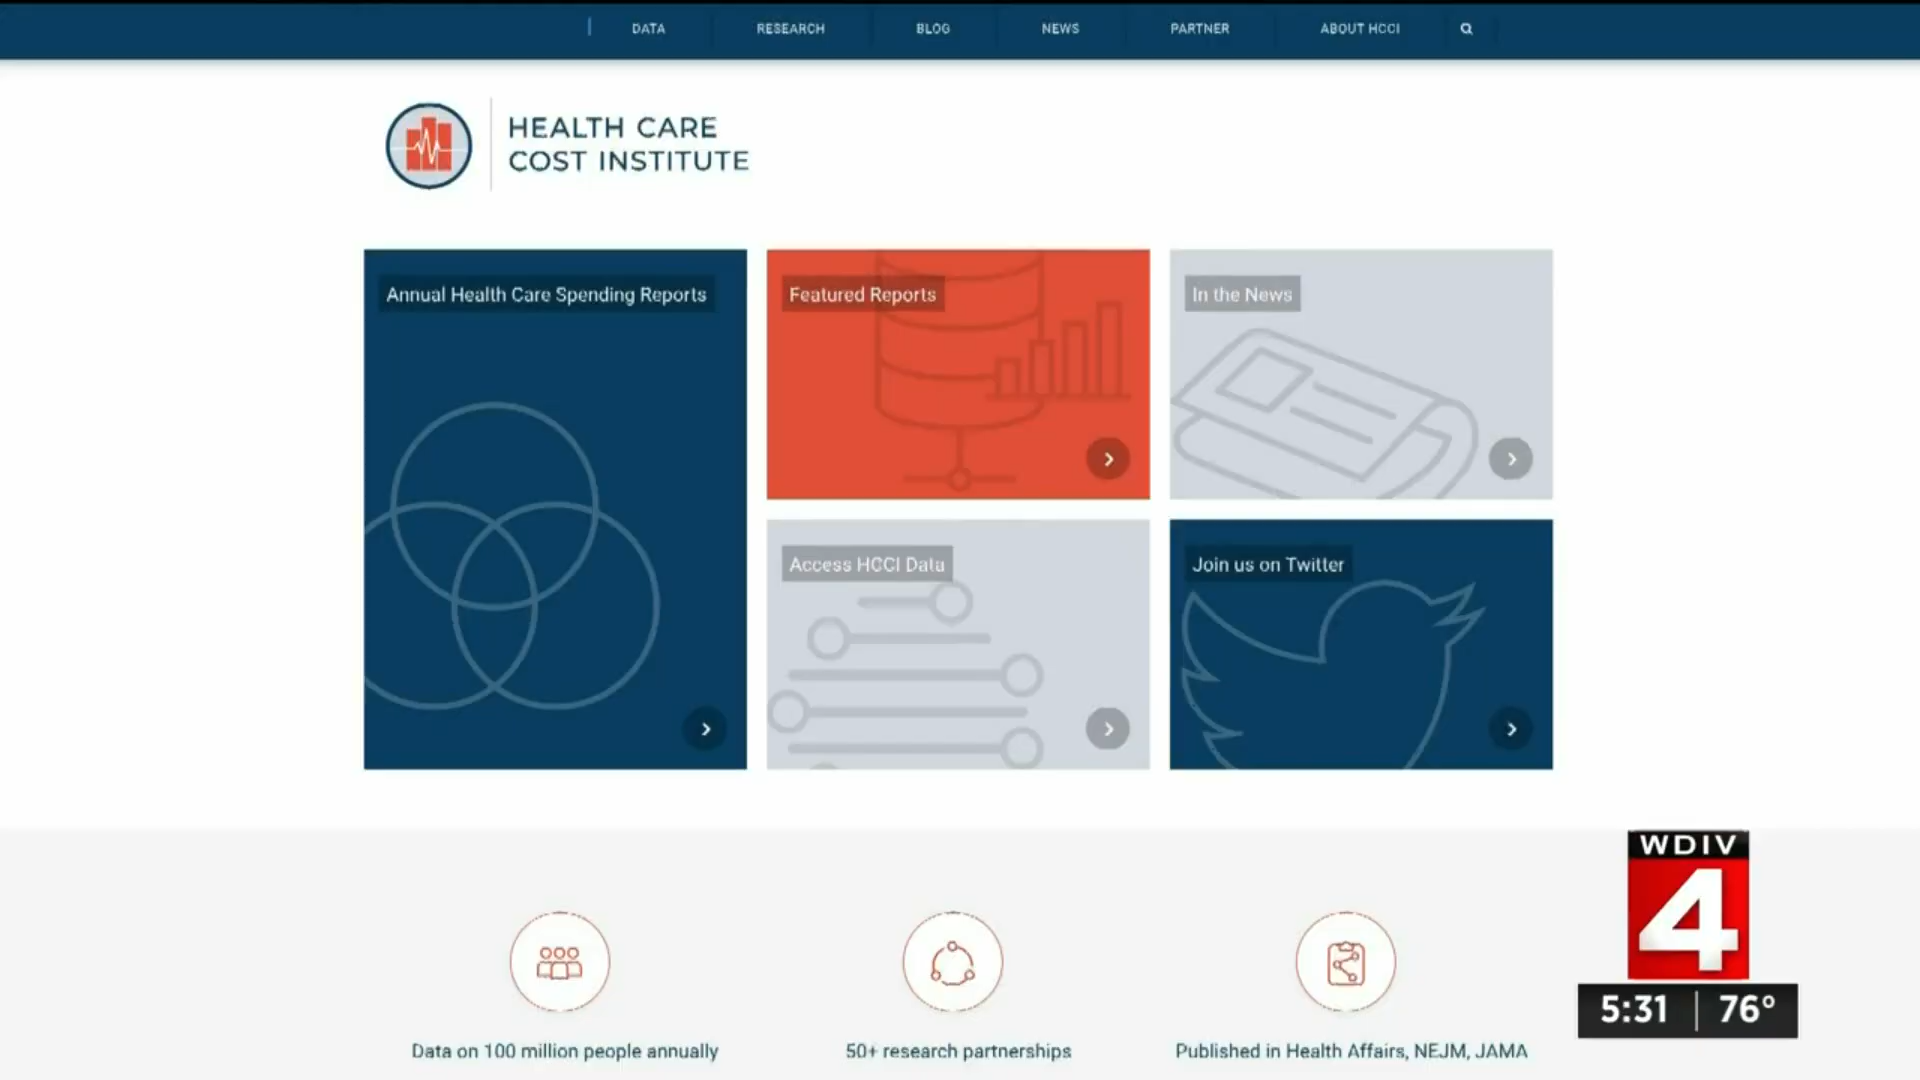 DATA
RESEARCH
BLOG
NEWS
PARTNER
ABOUT HCCI
HEALTH CARE
COST INSTITUTE
Annual Health Care Spending Reports
Featured Reports
In the News
Access HCCI Data
Join us on Twitter
Data on 100 million people annually
50+ research partnerships
Published in Health Affairs, NEJM, JAMA
WDIV
4
5:31 | 76°